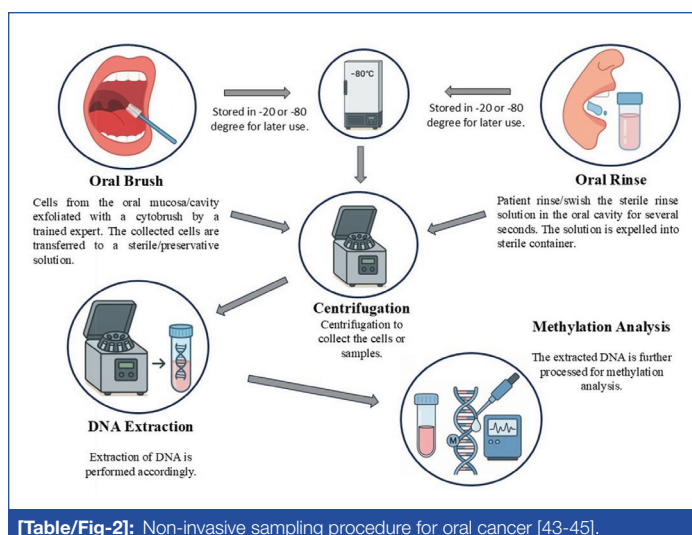 -80°C
Stored in -20 or -80
degree for later use.
Stored in -20 or -80
degree for later use.
Oral Brush
Cells from the oral mucosa/cavity
exfoliated with a cytobrush by a
trained expert. The collected cells are
transferred to a sterile/preservative
solution.
Oral Rinse
Patient rinse/swish the sterile rinse
solution in the oral cavity for several
seconds. The solution is expelled into
sterile container.
Centrifugation
Centrifugation to
collect the cells or
samples.
Methylation Analysis
The extracted DNA is further
processed for methylation
analysis.
DNA Extraction
Extraction of DNA is
performed accordingly.
M
[Table/Fig-2]: Non-invasive sampling procedure for oral cancer [43-45].